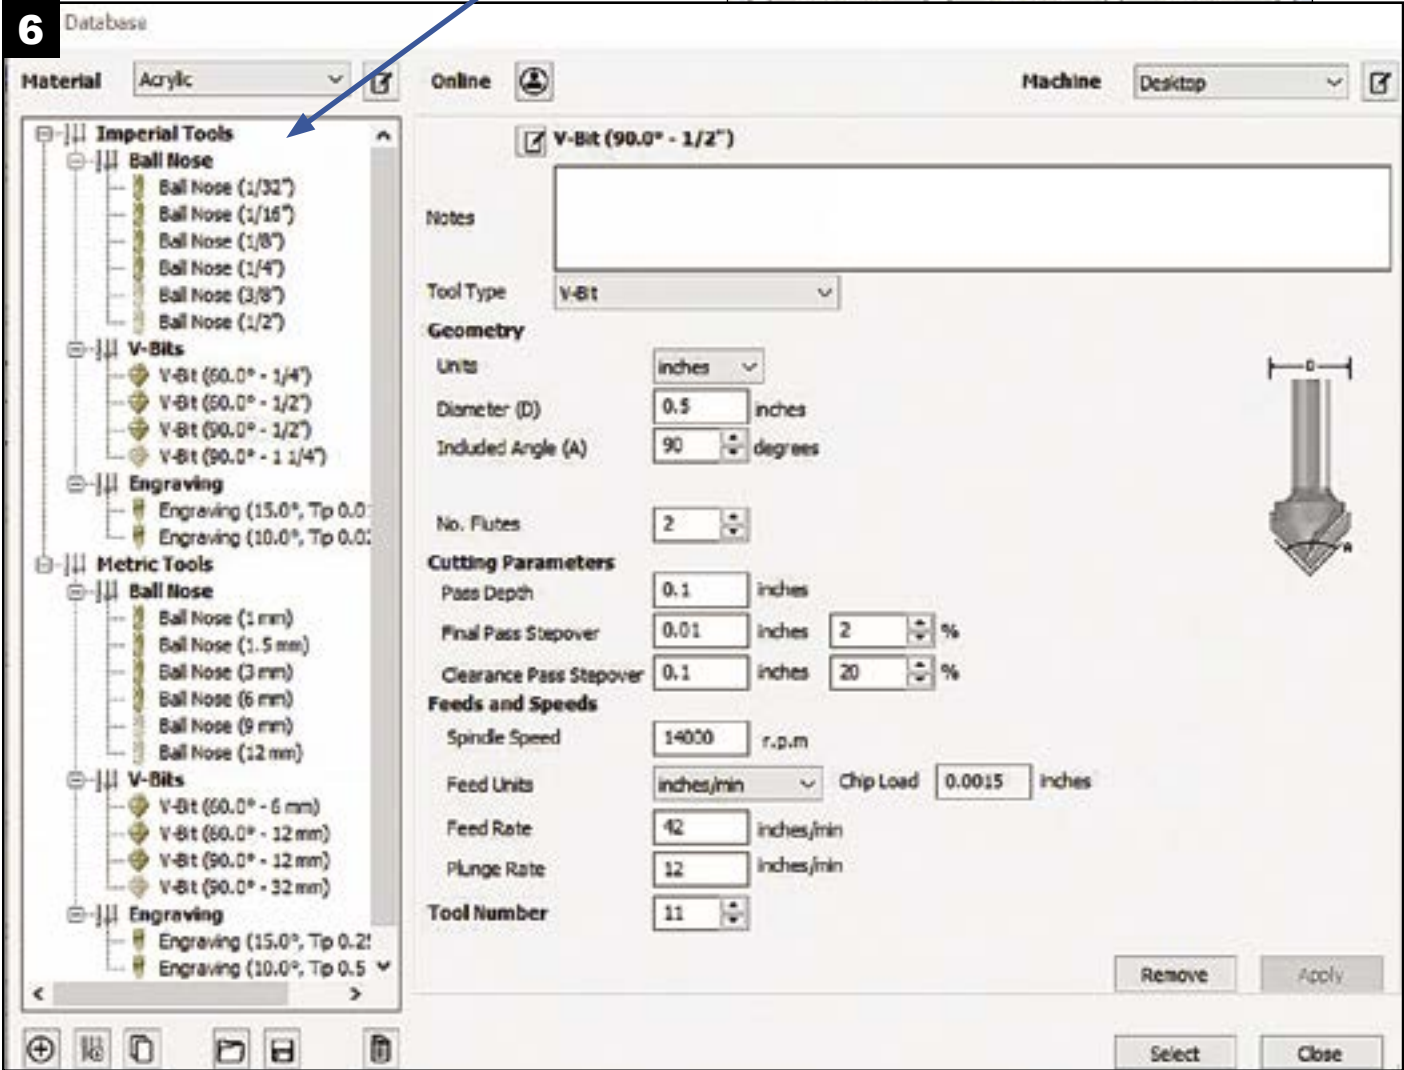 6 Database
Material Acrylic Online Machine Desktop
Imperial Tools
Ball Nose
Ball Nose (1/32")
Ball Nose (1/16")
Ball Nose (1/8")
Ball Nose (1/4")
Ball Nose (3/8")
Ball Nose (1/2")
V-Bits
V-Bit (60.0° - 1/4")
V-Bit (60.0° - 1/2")
V-Bit (90.0° - 1/2")
V-Bit (90.0° - 1 1/4")
Engraving
Engraving (15.0°, Tip 0.0
Engraving (10.0°, Tip 0.0
Metric Tools
Ball Nose
Ball Nose (1 mm)
Ball Nose (1.5 mm)
Ball Nose (3 mm)
Ball Nose (6 mm)
Ball Nose (9 mm)
Ball Nose (12 mm)
V-Bits
V-Bit (60.0° - 6 mm)
V-Bit (60.0° - 12 mm)
V-Bit (90.0° - 12 mm)
V-Bit (90.0° - 32 mm)
Engraving
Engraving (15.0°, Tip 0.2
Engraving (10.0°, Tip 0.5
V-Bit (90.0° - 1/2")
Notes
Tool Type V-Bit
Geometry
Units inches
Diameter (D) 0.5 inches
Included Angle (A) 90 degrees
No. Flutes 2
D
A
Cutting Parameters
Pass Depth 0.1 inches
Final Pass Stepover 0.01 inches 2 %
Clearance Pass Stepover 0.1 inches 20 %
Feeds and Speeds
Spindle Speed 14000 r.p.m
Feed Units inches/min Chip Load 0.0015 inches
Feed Rate 42 inches/min
Plunge Rate 12 inches/min
Tool Number 11
Remove Apply
Select Close